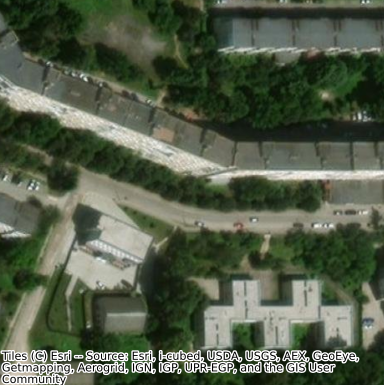 Tiles (C) Esri -- Source: Esri, i-cubed, USDA, USGS, AEX, GeoEye,
Getmapping, Aerogrid, IGN, IGP, UPR-EGP, and the GIS User
Community